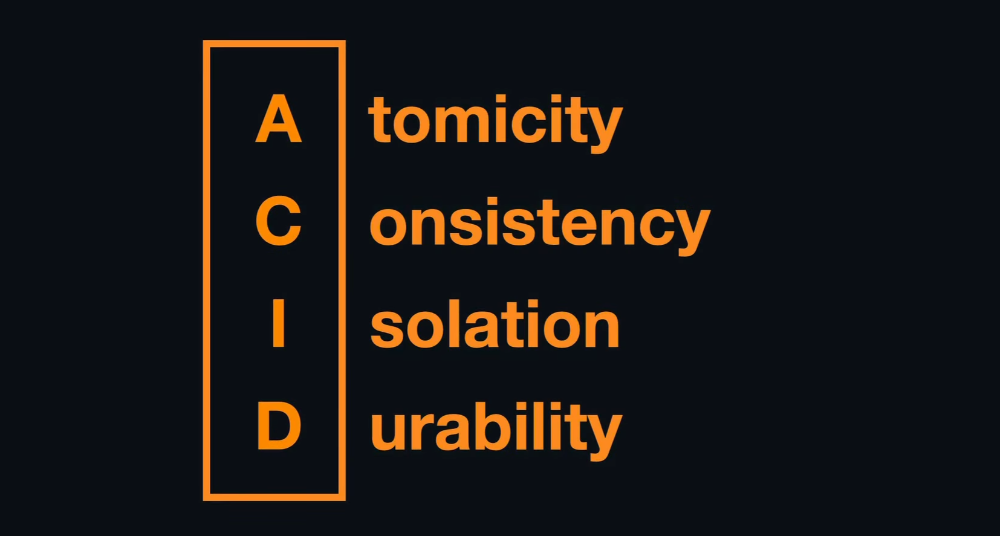 A tomicity
C onsistency
I solation
D urability